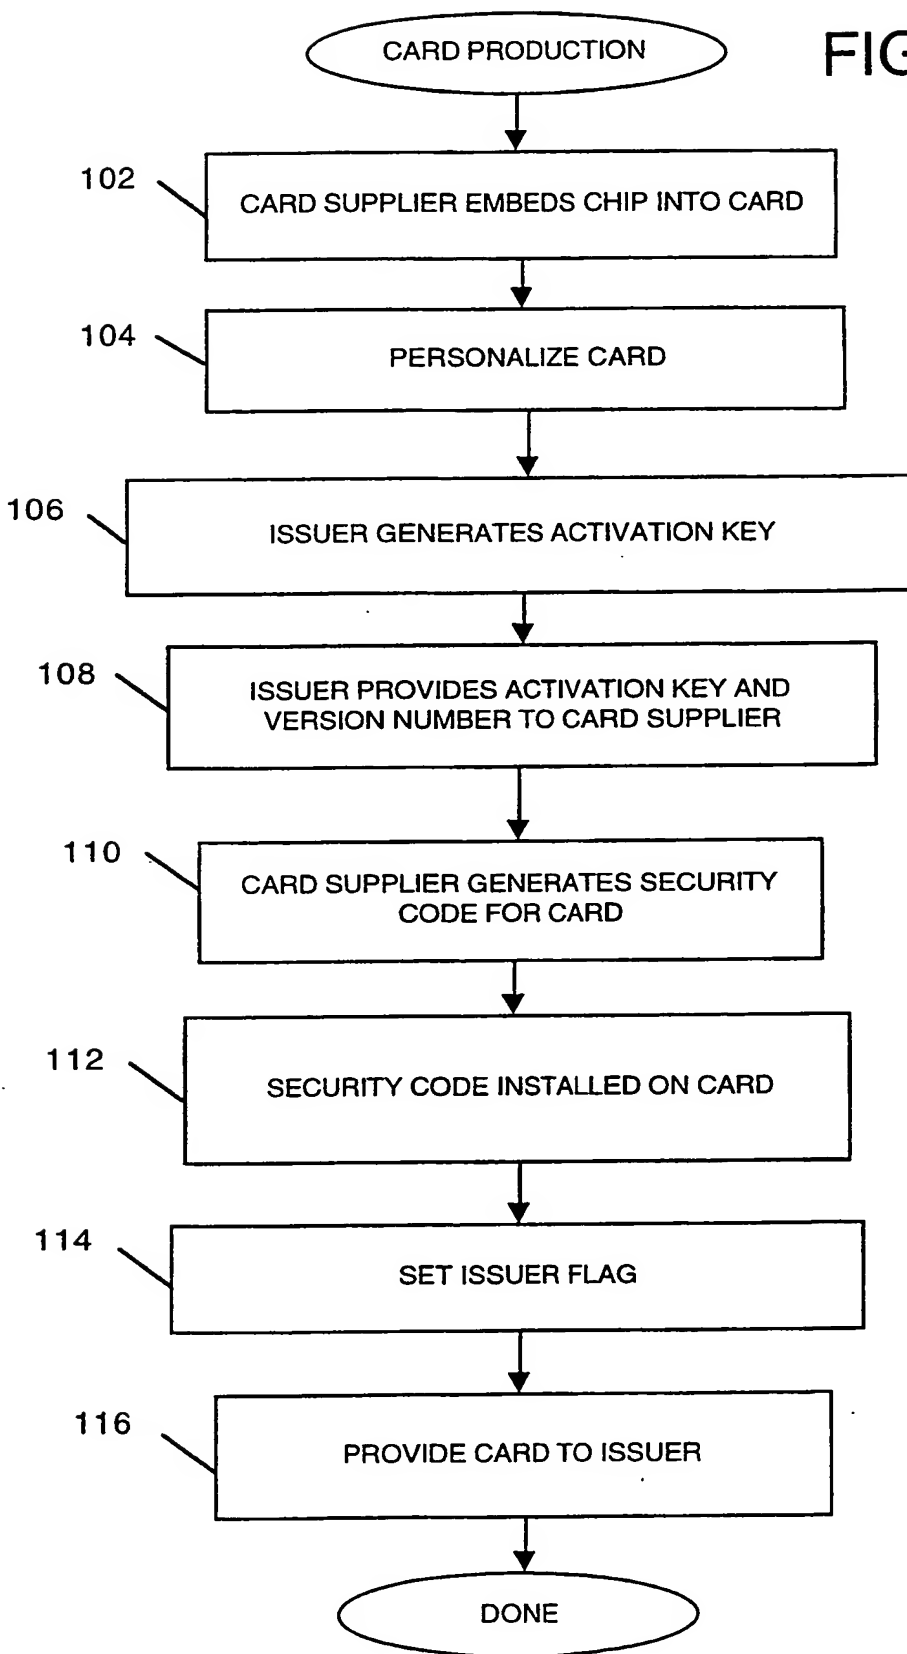 CARD PRODUCTION
FIG
102
CARD SUPPLIER EMBEDS CHIP INTO CARD
104
PERSONALIZE CARD
106
ISSUER GENERATES ACTIVATION KEY
108
ISSUER PROVIDES ACTIVATION KEY AND
VERSION NUMBER TO CARD SUPPLIER
110
CARD SUPPLIER GENERATES SECURITY
CODE FOR CARD
112
SECURITY CODE INSTALLED ON CARD
114
SET ISSUER FLAG
116
PROVIDE CARD TO ISSUER
DONE